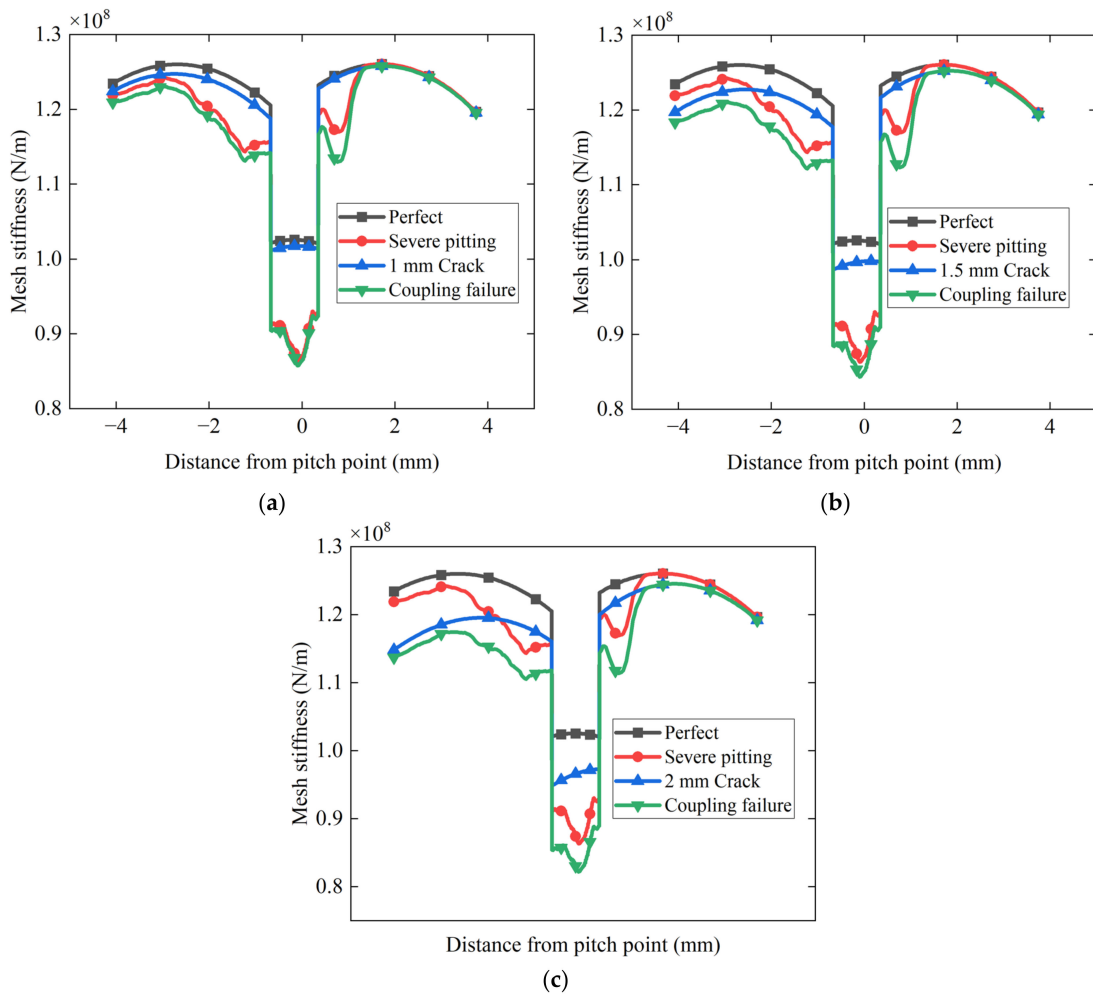 ×10⁸
1.3
1.2
1.1
1.0
0.9
0.8
Mesh stiffness (N/m)
Perfect
Severe pitting
1 mm Crack
Coupling failure
−4
−2
0
2
4
Distance from pitch point (mm)
(a)
×10⁸
1.3
1.2
1.1
1.0
0.9
0.8
Mesh stiffness (N/m)
Perfect
Severe pitting
1.5 mm Crack
Coupling failure
−4
−2
0
2
4
Distance from pitch point (mm)
(b)
×10⁸
1.3
1.2
1.1
1.0
0.9
0.8
Mesh stiffness (N/m)
Perfect
Severe pitting
2 mm Crack
Coupling failure
Distance from pitch point (mm)
(c)